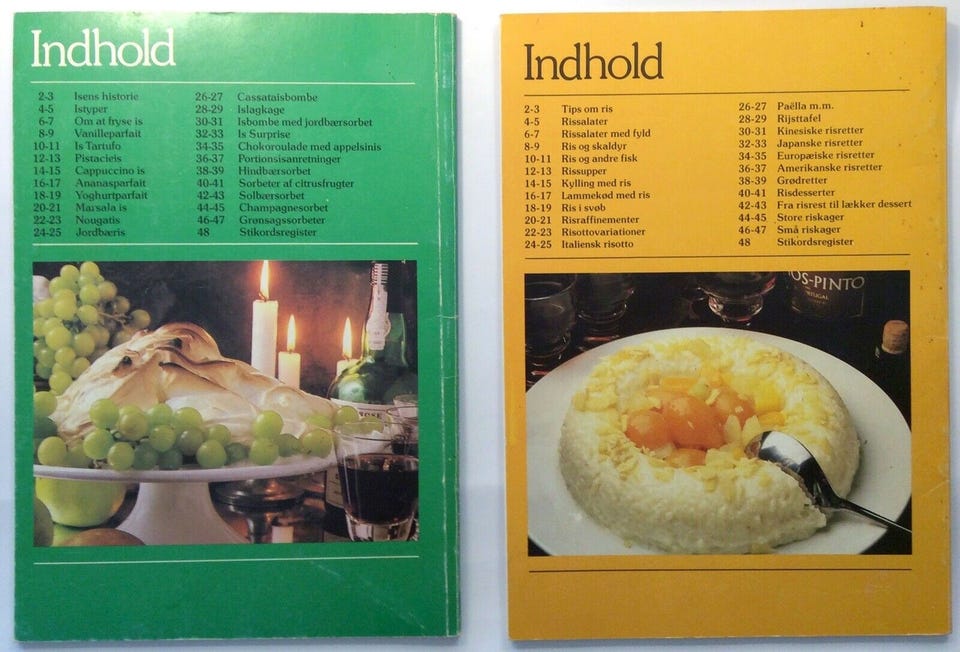 Indhold
2-3 Isens historie
4-5 Istyper
6-7 Om at fryse is
8-9 Vanilleparfait
10-11 Is Tartufo
12-13 Pistacieis
14-15 Cappuccino is
16-17 Ananasparfait
18-19 Yoghurtparfait
20-21 Marsala is
22-23 Nougatis
24-25 Jordbæris
26-27 Cassataisbombe
28-29 Islagkage
30-31 Isbombe med jordbærsorbet
32-33 Is Surprise
34-35 Chokoroulade med appelsinis
36-37 Portionsisanretninger
38-39 Hindbærsorbet
40-41 Sorbeter af citrusfrugter
42-43 Solbærsorbet
44-45 Champagnesorbet
46-47 Grønsagssorbeter
48 Stikordsregister
Indhold
2-3 Tips om ris
4-5 Rissalater
6-7 Rissalater med fyld
8-9 Ris og skaldyr
10-11 Ris og andre fisk
12-13 Rissupper
14-15 Kylling med ris
16-17 Lammekød med ris
18-19 Ris i svøb
20-21 Risraffinementer
22-23 Risottovariationer
24-25 Italiensk risotto
26-27 Paëlla m.m.
28-29 Rijsttafel
30-31 Kinesiske risretter
32-33 Japanske risretter
34-35 Europæiske risretter
36-37 Amerikanske risretter
38-39 Grødretter
40-41 Risdesserter
42-43 Fra risrest til lækker dessert
44-45 Store riskager
46-47 Små riskager
48 Stikordsregister
OS-PINTO
PORTUGAL